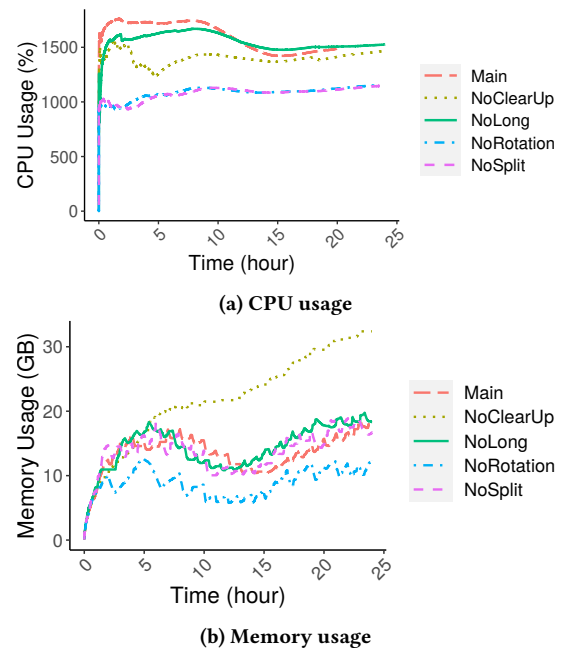 CPU Usage (%)
1500
1000
500
0
0
5
10
15
20
25
Time (hour)
Main
NoClearUp
NoLong
NoRotation
NoSplit
(a) CPU usage
Memory Usage (GB)
30
20
10
0
0
5
10
15
20
25
Time (hour)
Main
NoClearUp
NoLong
NoRotation
NoSplit
(b) Memory usage